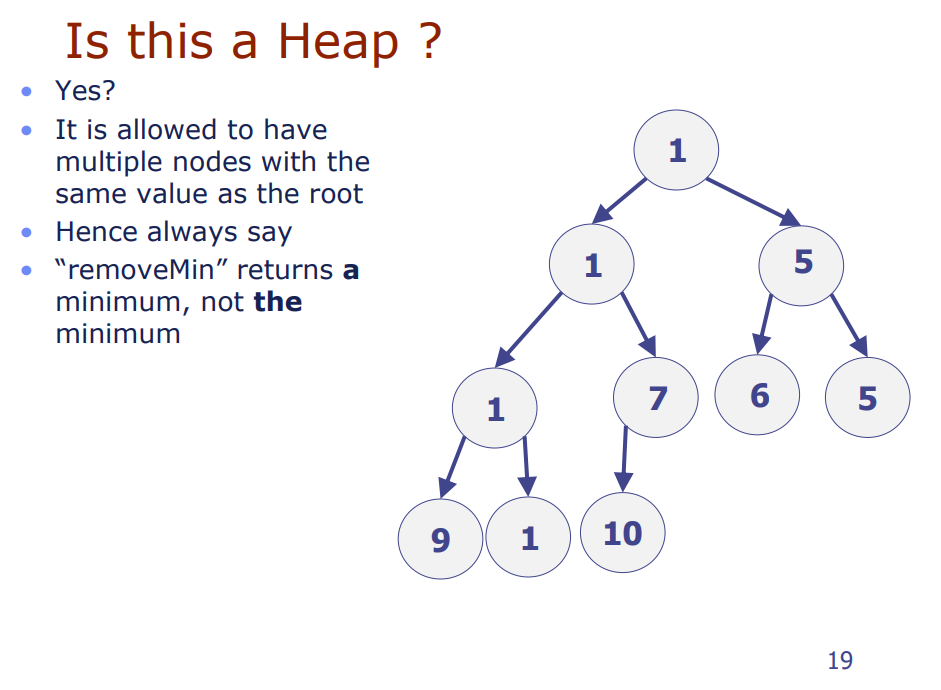 Is this a Heap ?
• Yes?
• It is allowed to have
multiple nodes with the
same value as the root
• Hence always say
• “removeMin” returns a
minimum, not the
minimum
1
1 5
1 7 6 5
9 1 10
19